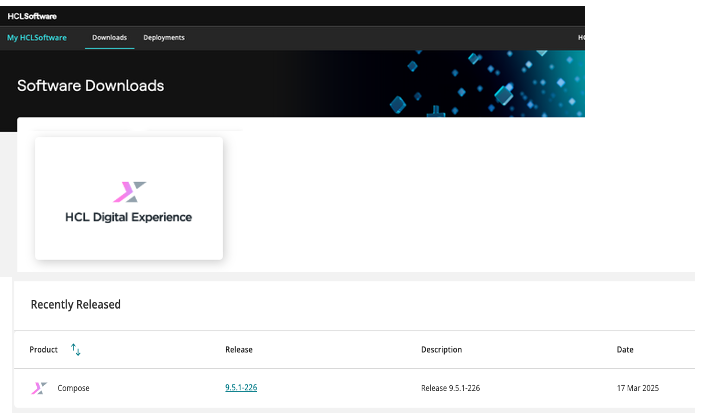 HCLSoftware
My HCLSoftware Downloads Deployments
Software Downloads
HCL Digital Experience
Recently Released
Product Release Description Date
Compose 9.5.1-226 Release 9.5.1-226 17 Mar 2025